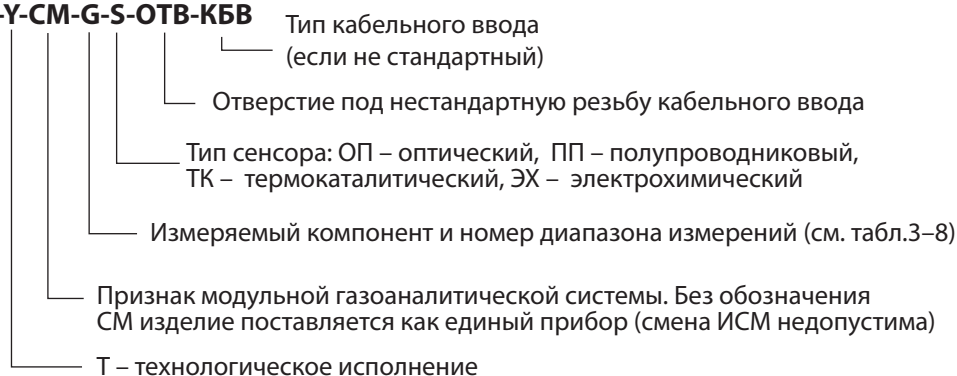 -Y-СМ-G-S-ОТВ-КБВ
Тип кабельного ввода
(если не стандартный)
Отверстие под нестандартную резьбу кабельного ввода
Тип сенсора: ОП – оптический, ПП – полупроводниковый,
ТК – термокаталитический, ЭХ – электрохимический
Измеряемый компонент и номер диапазона измерений (см. табл.3–8)
Признак модульной газоаналитической системы. Без обозначения
СМ изделие поставляется как единый прибор (смена ИСМ недопустима)
Т – технологическое исполнение